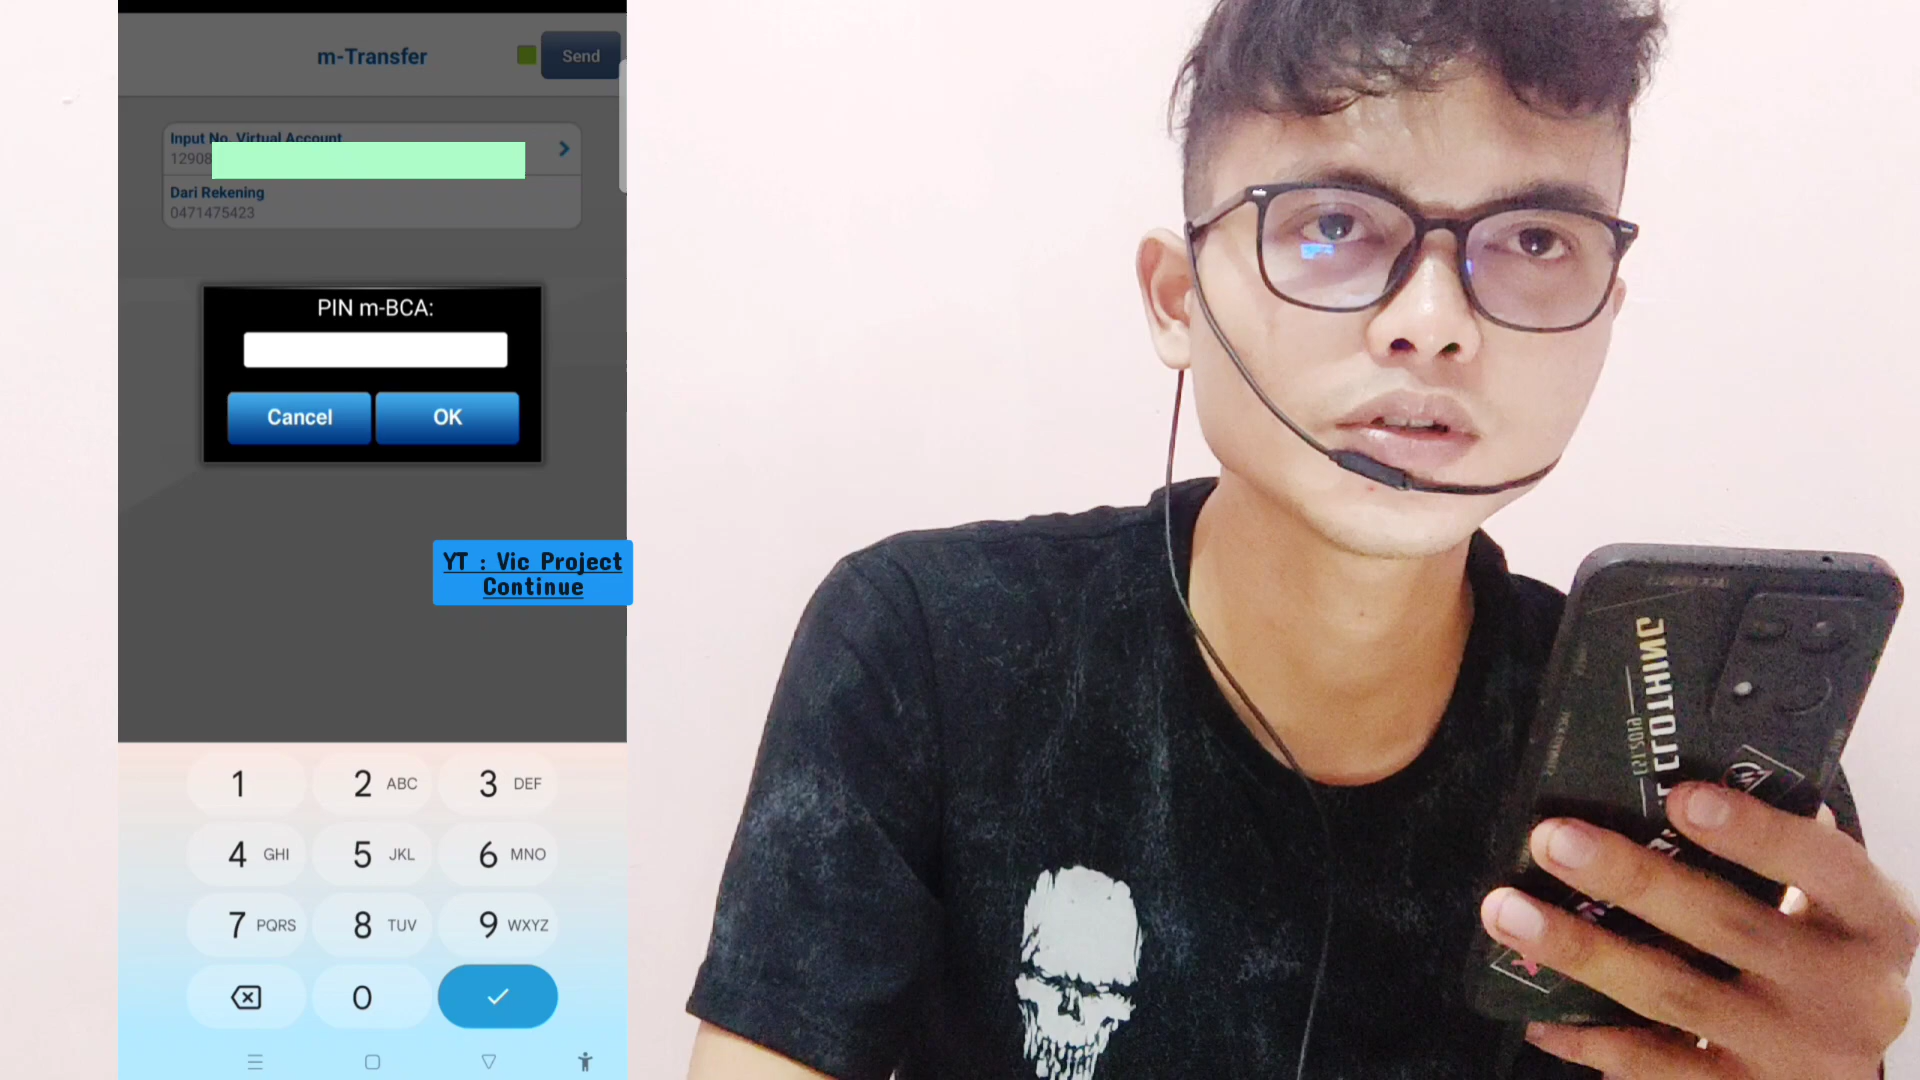 m-Transfer
Send
Input No. Virtual Account
12908
Dari Rekening
0471475423
PIN m-BCA:
Cancel
OK
YT : Vic Project
Continue
1
2 ABC
3 DEF
4 GHI
5 JKL
6 MNO
7 PQRS
8 TUV
9 WXYZ
0
CLOTHING